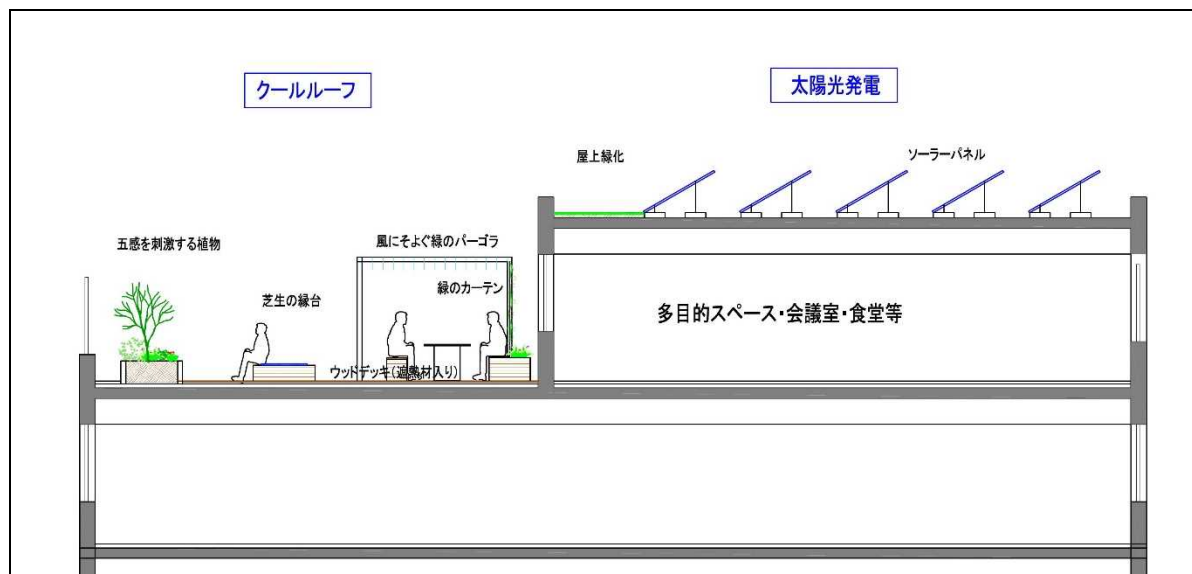 クールルーフ
太陽光発電
屋上緑化
ソーラーパネル
五感を刺激する植物
風にそよぐ緑のパーゴラ
芝生の縁台
緑のカーテン
多目的スペース・会議室・食堂等
ウッドデッキ(遮熱材入り)